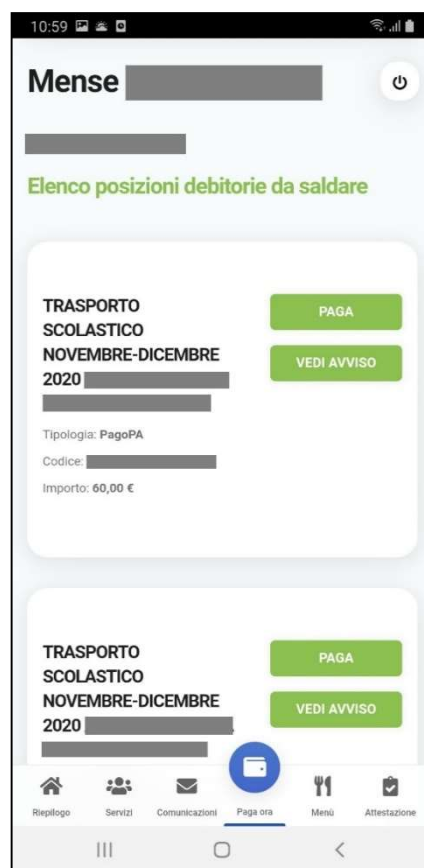 10:59
Mense
Elenco posizioni debitorie da saldare
TRASPORTO
SCOLASTICO
NOVEMBRE-DICEMBRE
2020
PAGA
VEDI AVVISO
Tipologia: PagoPA
Codice:
Importo: 60,00 €
TRASPORTO
SCOLASTICO
NOVEMBRE-DICEMBRE
2020
PAGA
VEDI AVVISO
Riepilogo
Servizi
Comunicazioni
Paga ora
Menù
Attestazione